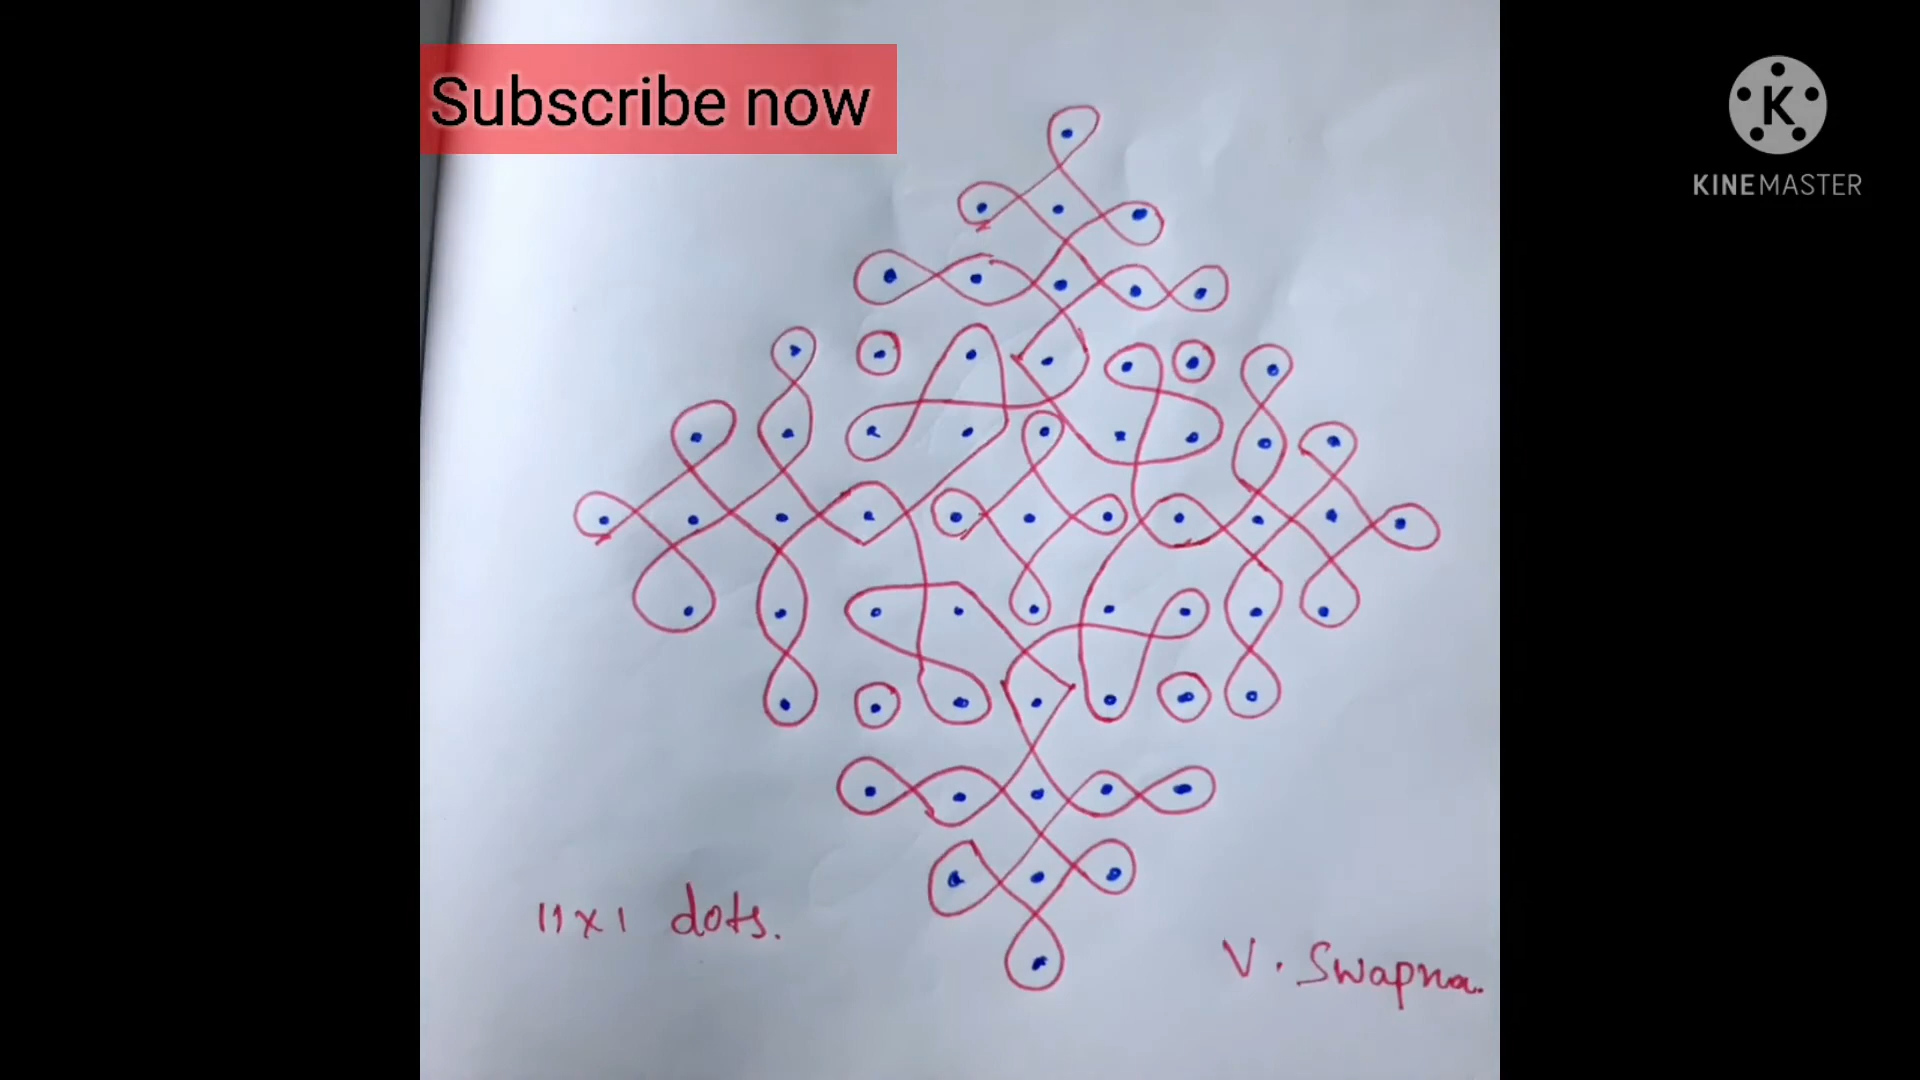 Subscribe now
K
KINEMASTER
11x1 dots.
V. Swapna.